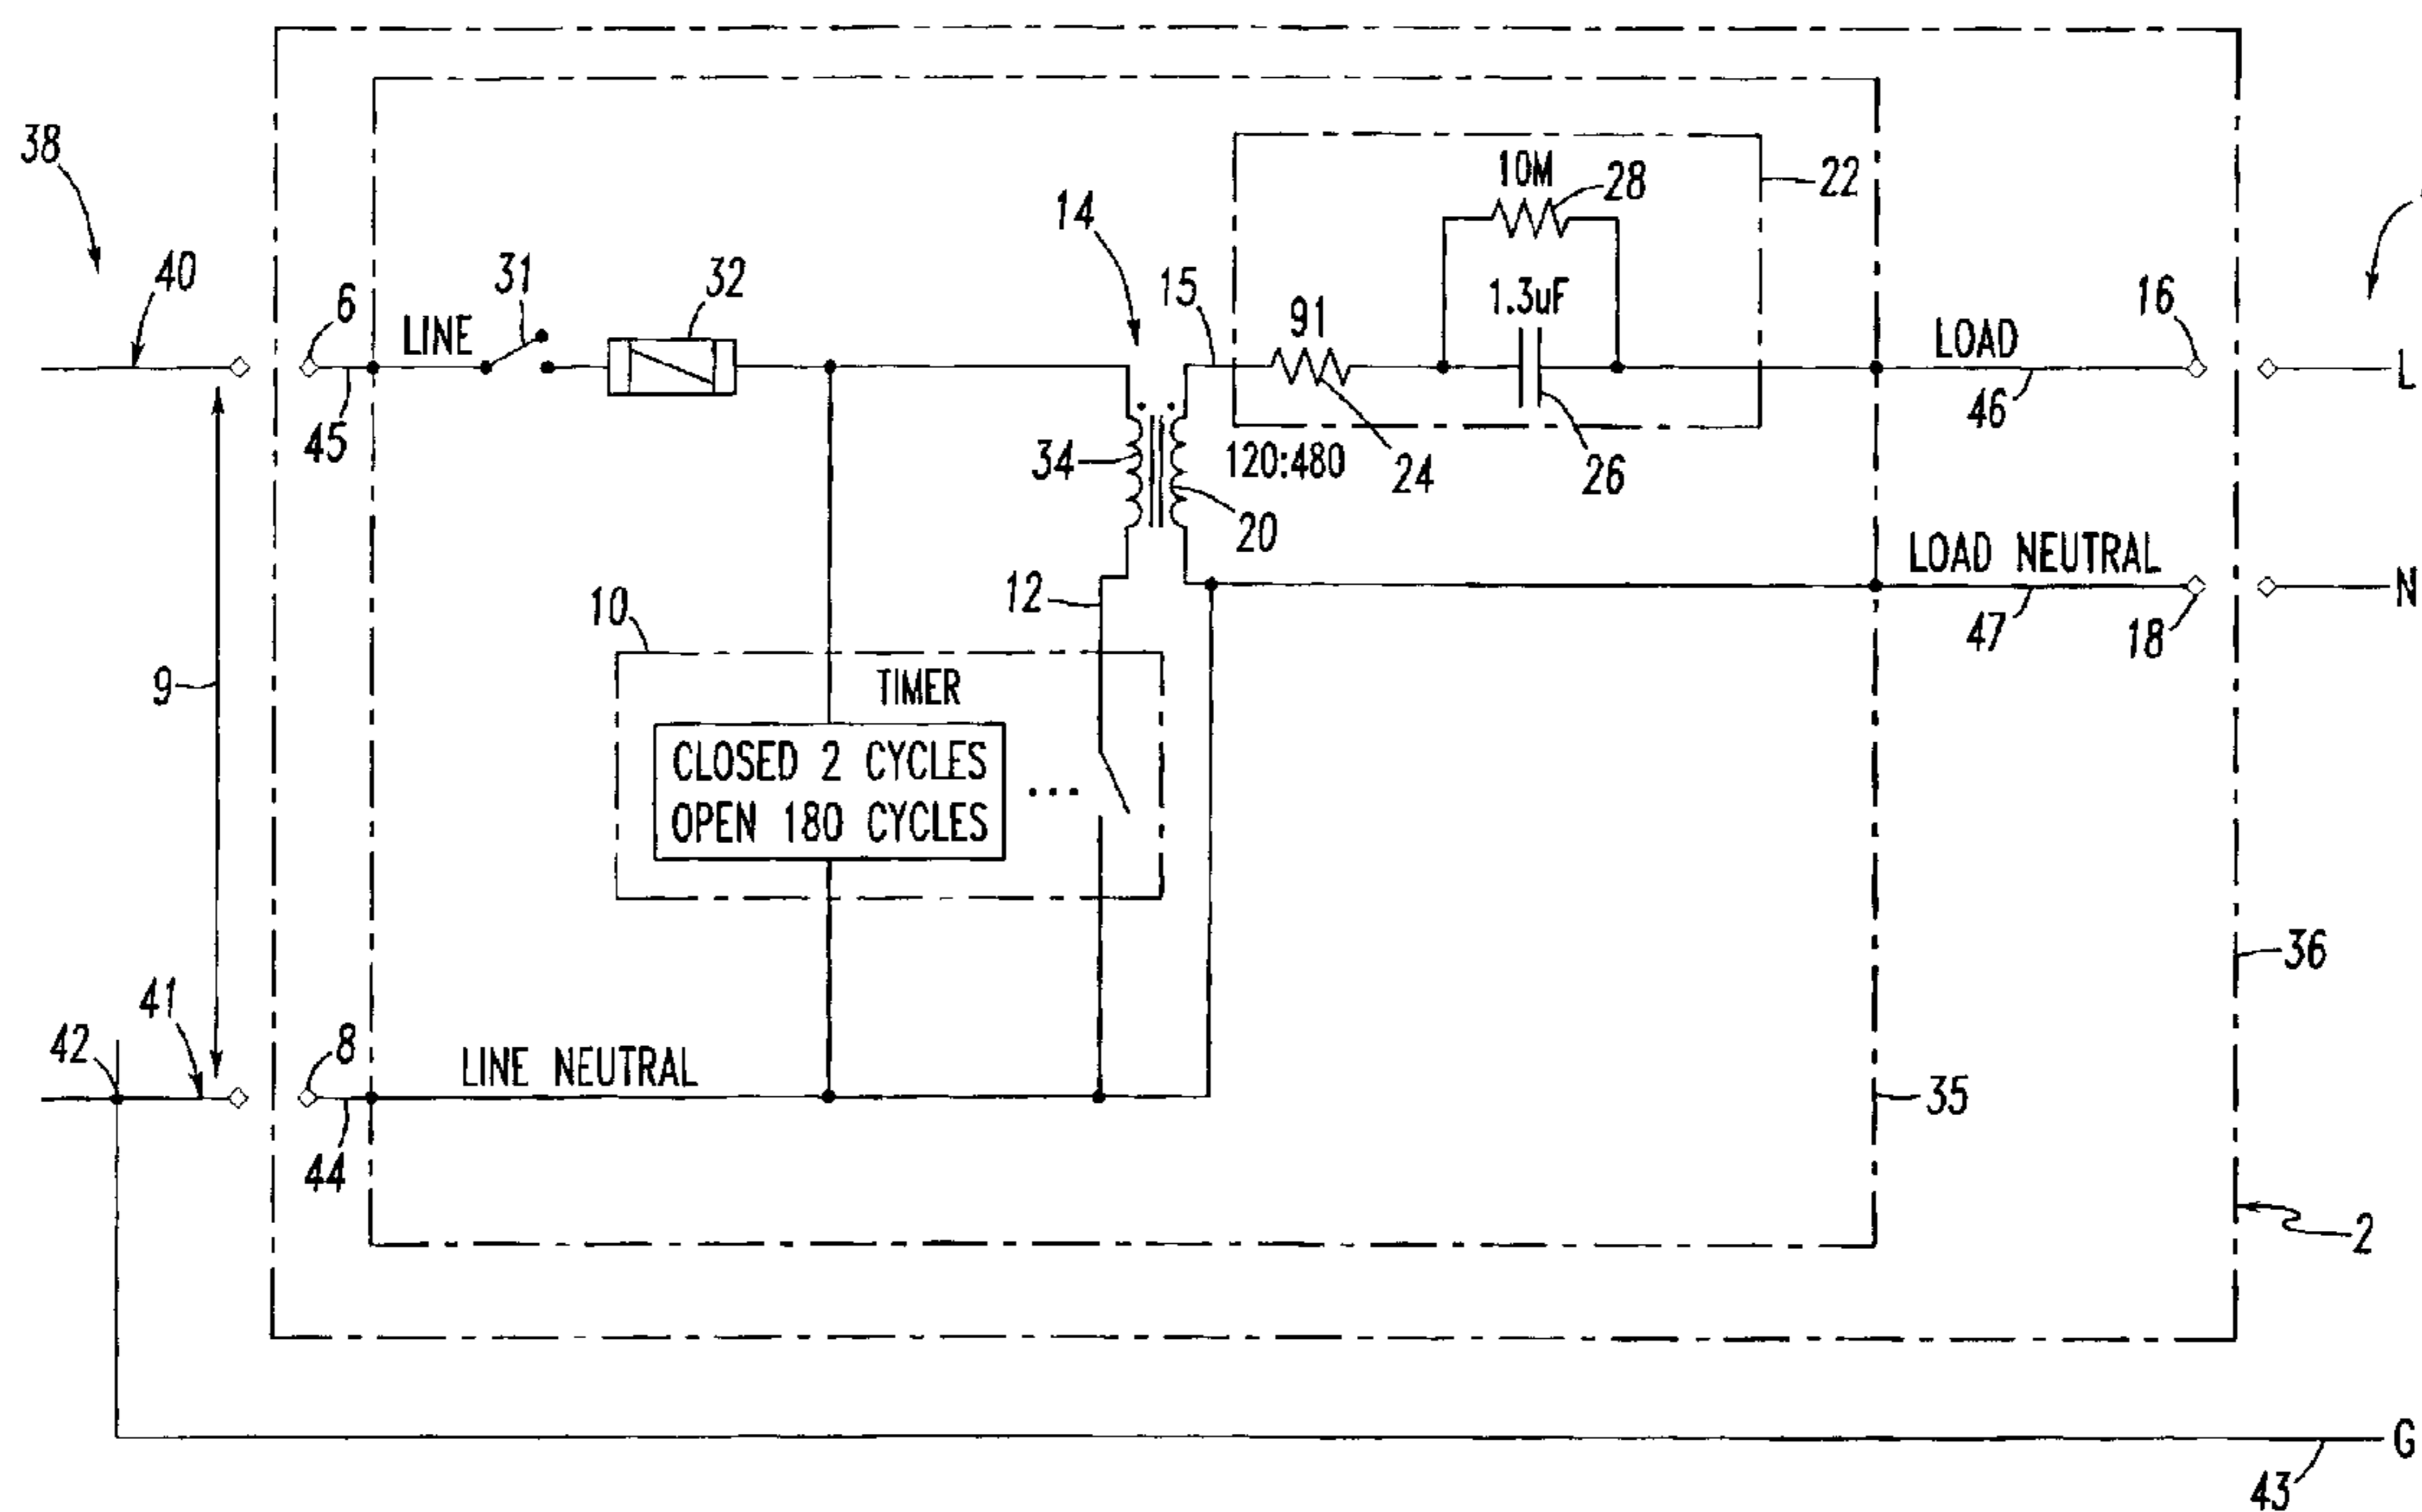 38
40
6
LINE
31
32
14
15
10M
28
22
91
1.3uF
LOAD
16
L
45
34
120:480
24
26
46
20
LOAD NEUTRAL
N
12
47
18
10
9
TIMER
CLOSED 2 CYCLES
OPEN 180 CYCLES
...
36
41
42
8
LINE NEUTRAL
35
44
2
G
43